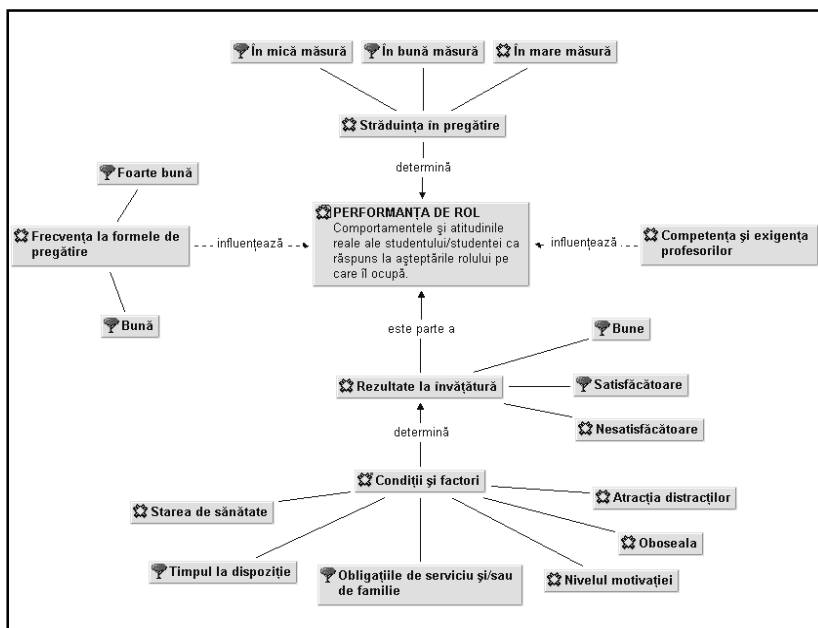 În mică măsură
În bună măsură
În mare măsură
Străduința în pregătire
determină
Foarte bună
PERFORMANȚA DE ROL
Comportamentele și atitudinile
reale ale studentului/studentei ca
răspuns la așteptările rolului pe
care îl ocupă.
Frecvența la formele de
pregătire
influențează
influențează
Competența și exigența
profesorilor
Bună
este parte a
Bune
Rezultate la învățătură
Satisfăcătoare
Nesatisfăcătoare
determină
Condiții și factori
Starea de sănătate
Atracția distracților
Oboseala
Timpul la dispoziție
Obligațiile de serviciu și/sau
de familie
Nivelul motivației